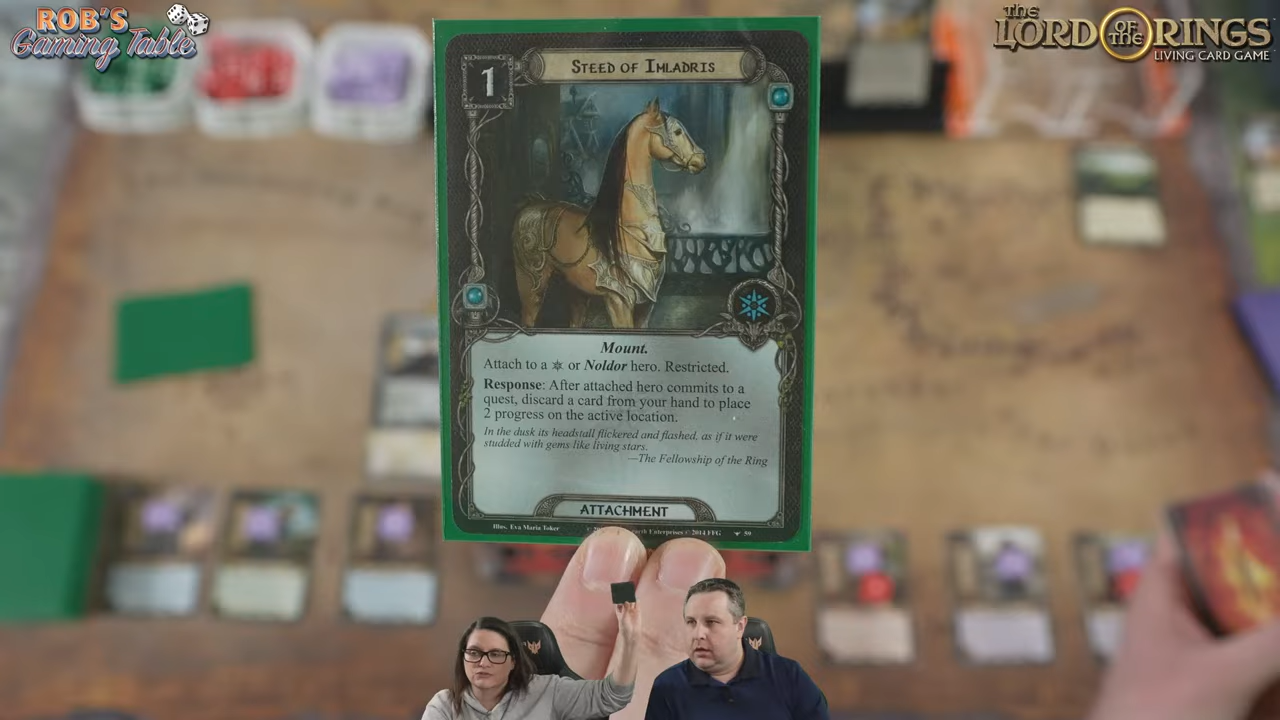 ROB'S
Gaming Table
THE
LORD OF THE RINGS
LIVING CARD GAME
1
STEED OF IMLADRIS
Mount.
Attach to a or Noldor hero. Restricted.
Response: After attached hero commits to a
quest, discard a card from your hand to place
2 progress on the active location.
In the dusk its headstall flickered and flashed, as if it were
studded with gems like living stars.
—The Fellowship of the Ring
ATTACHMENT
Illus. Eva Maria Toker
Enterprises © 2014 FFG
59